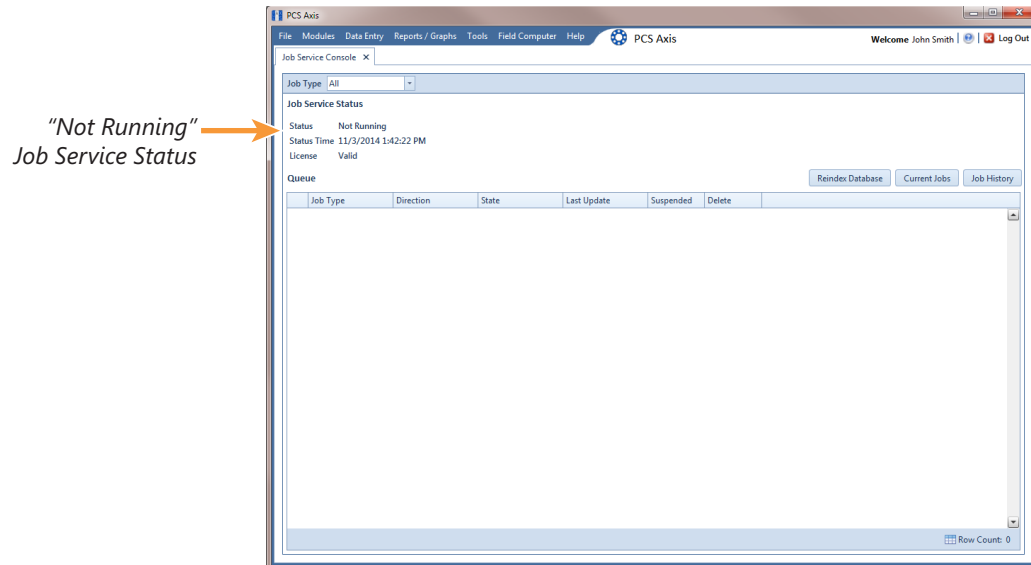 PCS Axis
File Modules Data Entry Reports / Graphs Tools Field Computer Help PCS Axis Welcome John Smith | | Log Out
Job Service Console X
Job Type All
Job Service Status
“Not Running”
Job Service Status
Status Not Running
Status Time 11/3/2014 1:42:22 PM
License Valid
Queue Reindex Database Current Jobs Job History
Job Type Direction State Last Update Suspended Delete
Row Count: 0